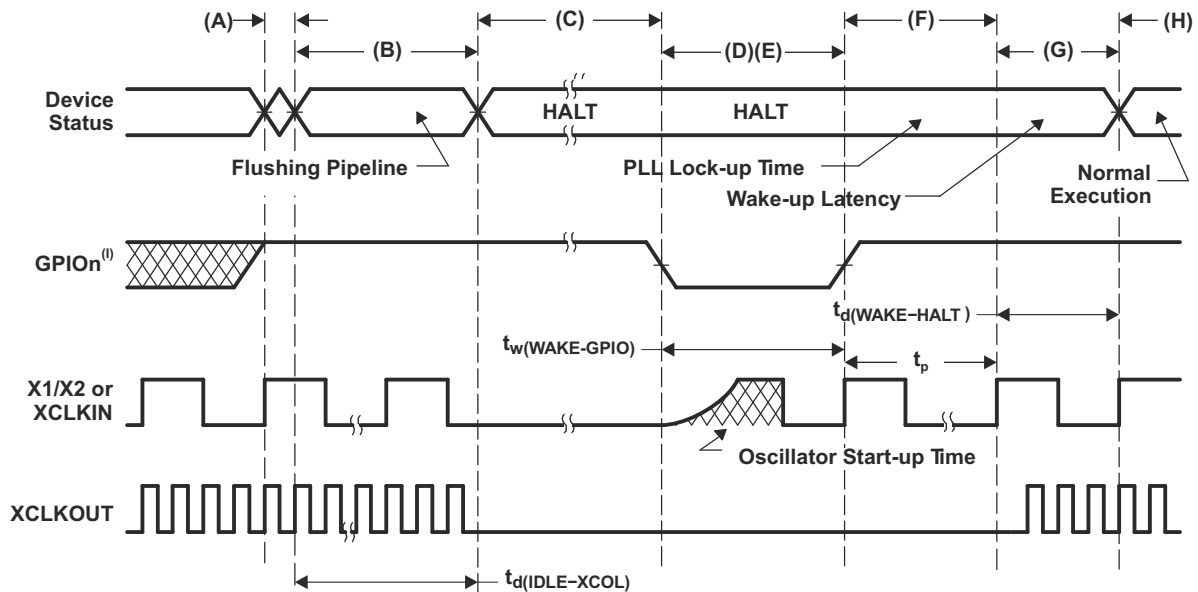 (A)
(B)
(C)
(D)(E)
(F)
(G)
(H)
Device
Status
HALT
HALT
Flushing Pipeline
PLL Lock-up Time
Wake-up Latency
Normal
Execution
GPIOn(I)
td(WAKE−HALT )
tw(WAKE-GPIO)
tp
X1/X2 or
XCLKIN
Oscillator Start-up Time
XCLKOUT
td(IDLE−XCOL)